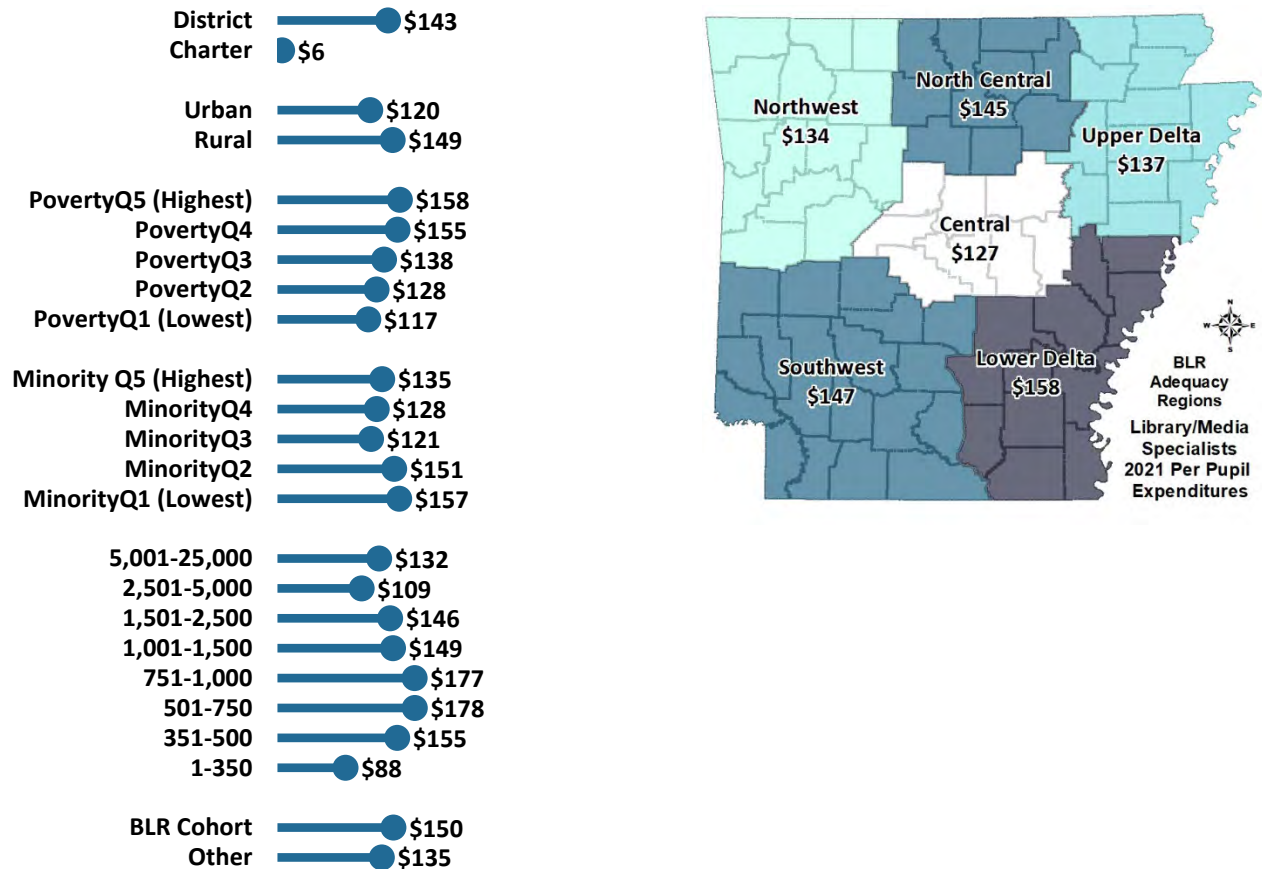 District $143
Charter $6
Urban $120
Rural $149
PovertyQ5 (Highest) $158
PovertyQ4 $155
PovertyQ3 $138
PovertyQ2 $128
PovertyQ1 (Lowest) $117
Minority Q5 (Highest) $135
MinorityQ4 $128
MinorityQ3 $121
MinorityQ2 $151
MinorityQ1 (Lowest) $157
5,001-25,000 $132
2,501-5,000 $109
1,501-2,500 $146
1,001-1,500 $149
751-1,000 $177
501-750 $178
351-500 $155
1-350 $88
BLR Cohort $150
Other $135
Northwest
$134
North Central
$145
Upper Delta
$137
Central
$127
Southwest
$147
Lower Delta
$158
N
W E
S
BLR
Adequacy
Regions
Library/Media
Specialists
2021 Per Pupil
Expenditures